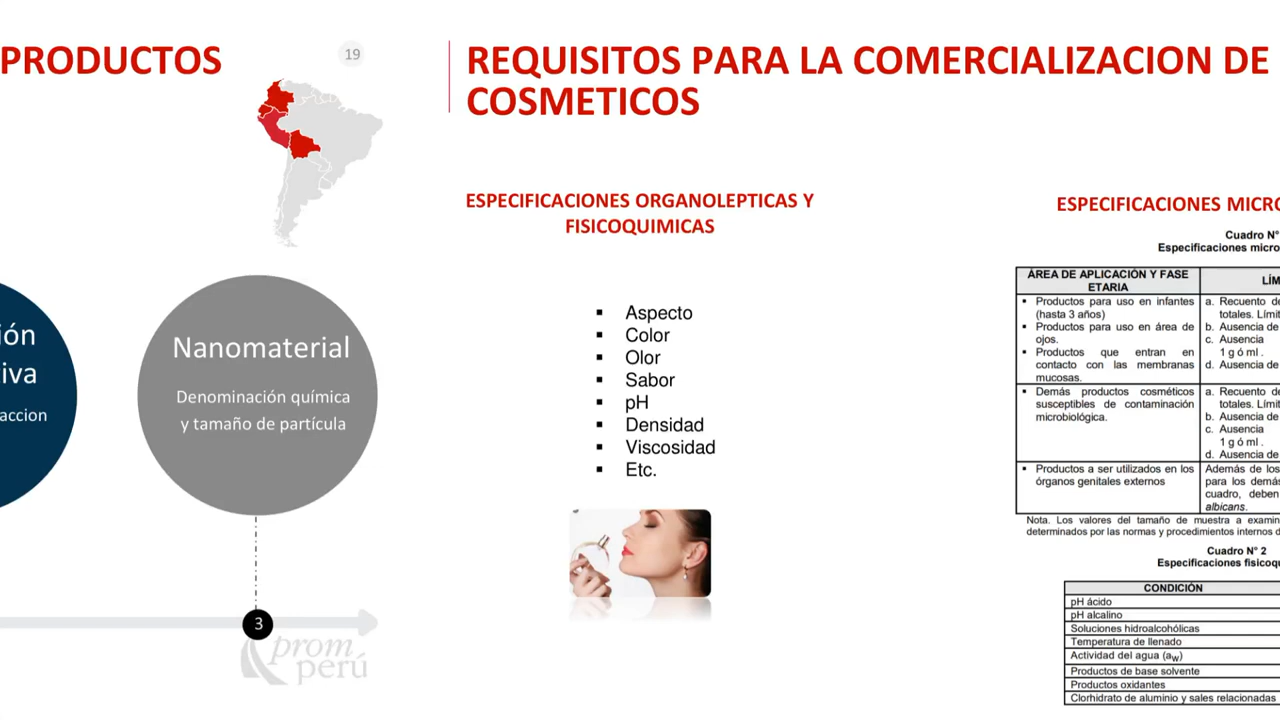 PRODUCTOS
19
ión
iva
accion
Nanomaterial
Denominación química
y tamaño de partícula
3
prom
perú
REQUISITOS PARA LA COMERCIALIZACION DE
COSMETICOS
ESPECIFICACIONES ORGANOLEPTICAS Y
FISICOQUIMICAS
▪ Aspecto
▪ Color
▪ Olor
▪ Sabor
▪ pH
▪ Densidad
▪ Viscosidad
▪ Etc.
ESPECIFICACIONES MICRO
Cuadro N°
Especificaciones micro
ÁREA DE APLICACIÓN Y FASE
ETARIA
LÍM
▪ Productos para uso en infantes
(hasta 3 años)
▪ Productos para uso en área de
ojos.
▪ Productos que entran en
contacto con las membranas
mucosas.
a. Recuento de
totales. Límit
b. Ausencia de
c. Ausencia
1 g ó ml .
d. Ausencia de
▪ Demás productos cosméticos
susceptibles de contaminación
microbiológica.
a. Recuento de
totales. Límit
b. Ausencia de
c. Ausencia
1 g ó ml .
d. Ausencia de
▪ Productos a ser utilizados en los
órganos genitales externos
Además de los
para los demás
cuadro, deben
albicans.
Nota. Los valores del tamaño de muestra a examin
determinados por las normas y procedimientos internos d
Cuadro N° 2
Especificaciones fisicoqu
CONDICIÓN
pH ácido
pH alcalino
Soluciones hidroalcohólicas
Temperatura de llenado
Actividad del agua (aw)
Productos de base solvente
Productos oxidantes
Clorhidrato de aluminio y sales relacionadas